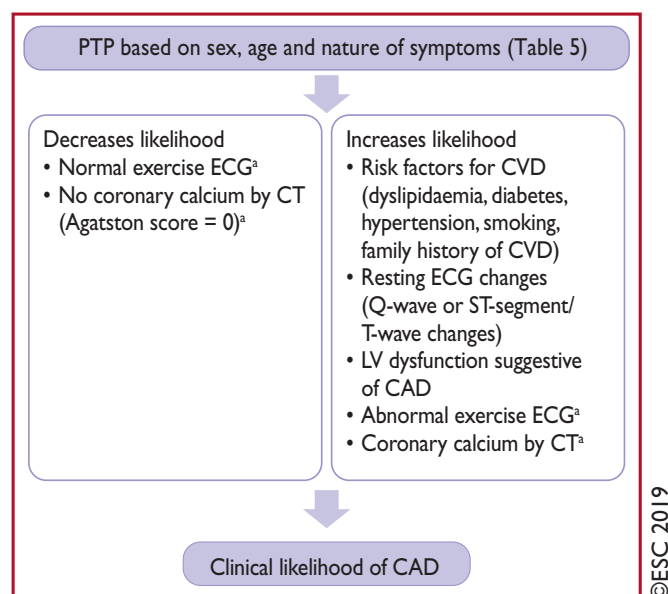 PTP based on sex, age and nature of symptoms (Table 5)
Decreases likelihood
• Normal exercise ECGᵃ
• No coronary calcium by CT
(Agatston score = 0)ᵃ
Increases likelihood
• Risk factors for CVD
(dyslipidaemia, diabetes,
hypertension, smoking,
family history of CVD)
• Resting ECG changes
(Q-wave or ST-segment/
T-wave changes)
• LV dysfunction suggestive
of CAD
• Abnormal exercise ECGᵃ
• Coronary calcium by CTᵃ
Clinical likelihood of CAD
©ESC 2019